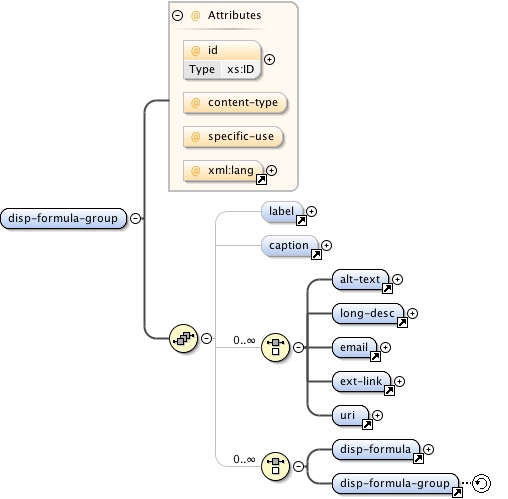 Attributes
@ id
Type xs:ID
@ content-type
@ specific-use
@ xml:lang
disp-formula-group
label
caption
alt-text
long-desc
0..∞
email
ext-link
uri
0..∞
disp-formula
disp-formula-group